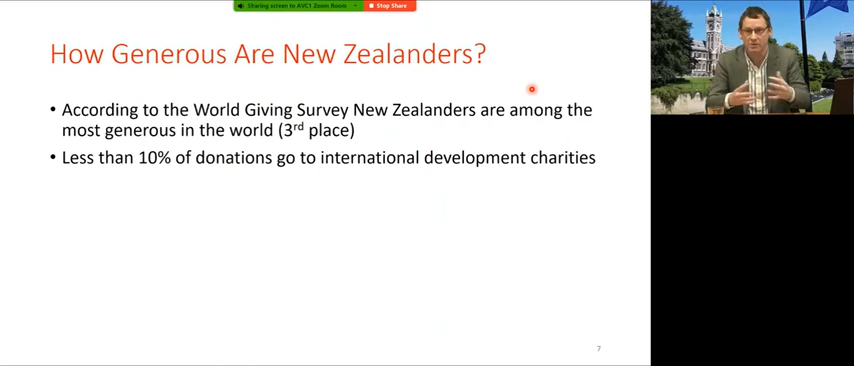 Sharing screen to AVC1 Zoom Room
Stop Share
How Generous Are New Zealanders?
• According to the World Giving Survey New Zealanders are among the
most generous in the world (3rd place)
• Less than 10% of donations go to international development charities
7